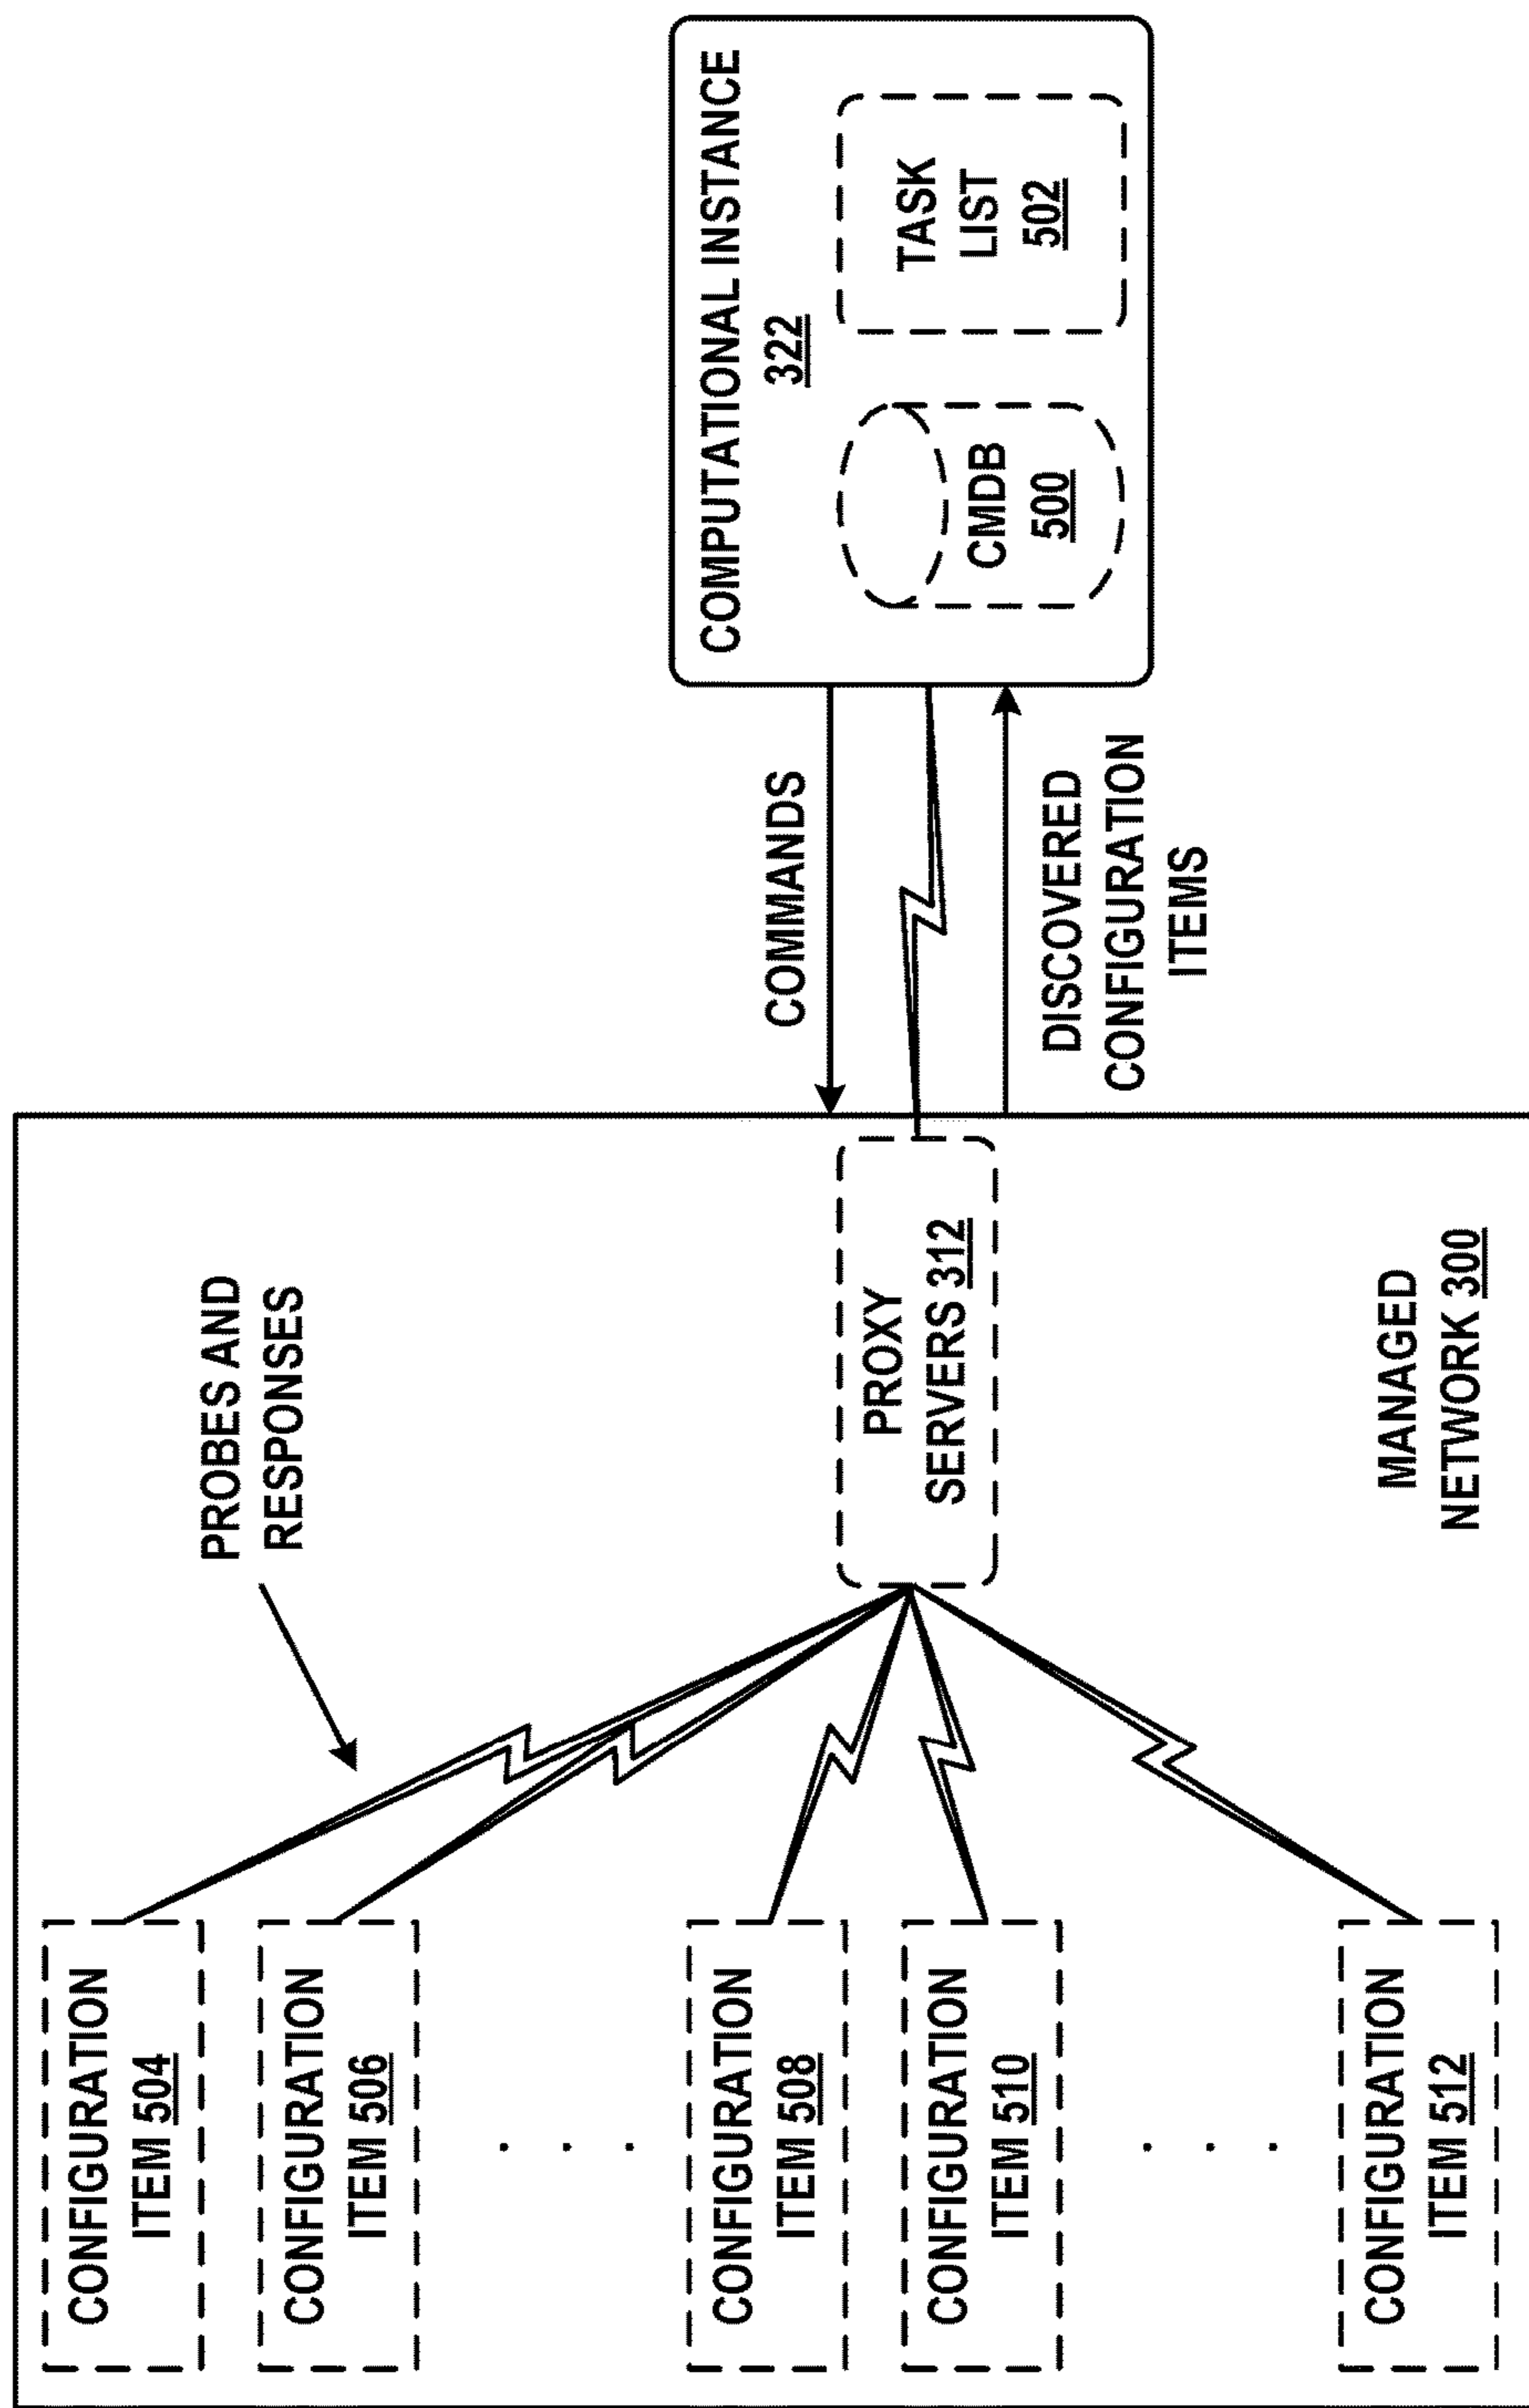 COMPUTATIONAL INSTANCE
322
CMDB
500
TASK
LIST
502
COMMANDS
DISCOVERED
CONFIGURATION
ITEMS
PROBES AND
RESPONSES
PROXY
SERVERS 312
MANAGED
NETWORK 300
CONFIGURATION
ITEM 504
CONFIGURATION
ITEM 506
. . .
CONFIGURATION
ITEM 508
CONFIGURATION
ITEM 510
. . .
CONFIGURATION
ITEM 512